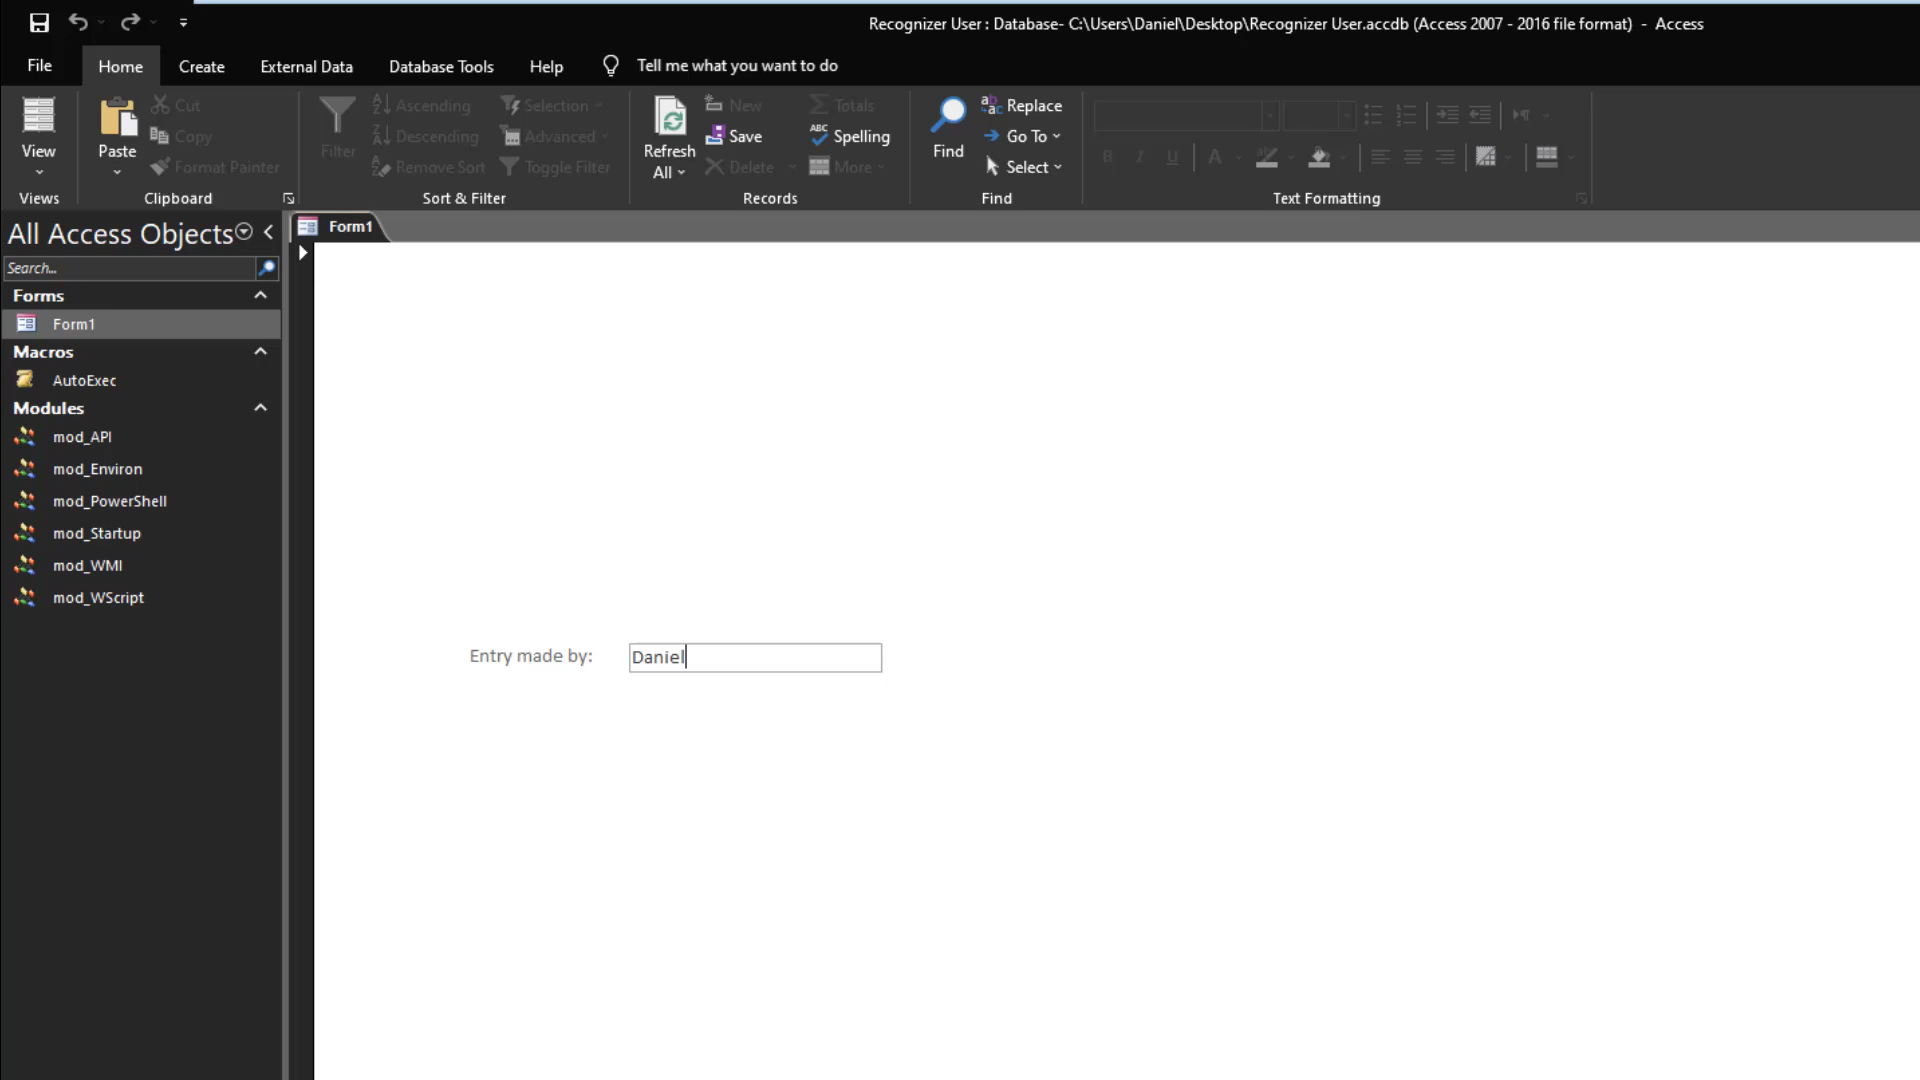 Recognizer User : Database- C:\Users\Daniel\Desktop\Recognizer User.accdb (Access 2007 - 2016 file format) - Access
File Home Create External Data Database Tools Help Tell me what you want to do
View
Views
Paste
Cut
Copy
Format Painter
Clipboard
Filter
Ascending
Descending
Remove Sort
Selection
Advanced
Toggle Filter
Sort & Filter
Refresh
All
New
Save
Delete
Totals
Spelling
More
Records
Find
Replace
Go To
Select
Find
B I U A
Text Formatting
All Access Objects
Search...
Forms
Form1
Macros
AutoExec
Modules
mod_API
mod_Environ
mod_PowerShell
mod_Startup
mod_WMI
mod_WScript
Form1
Entry made by: Daniel